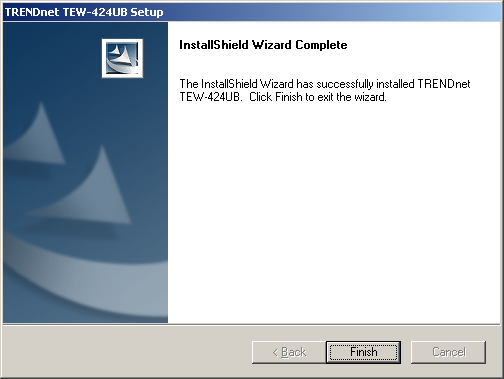 TRENDnet TEW-424UB Setup
InstallShield Wizard Complete
The InstallShield Wizard has successfully installed TRENDnet
TEW-424UB.  Click Finish to exit the wizard.
< Back
Finish
Cancel